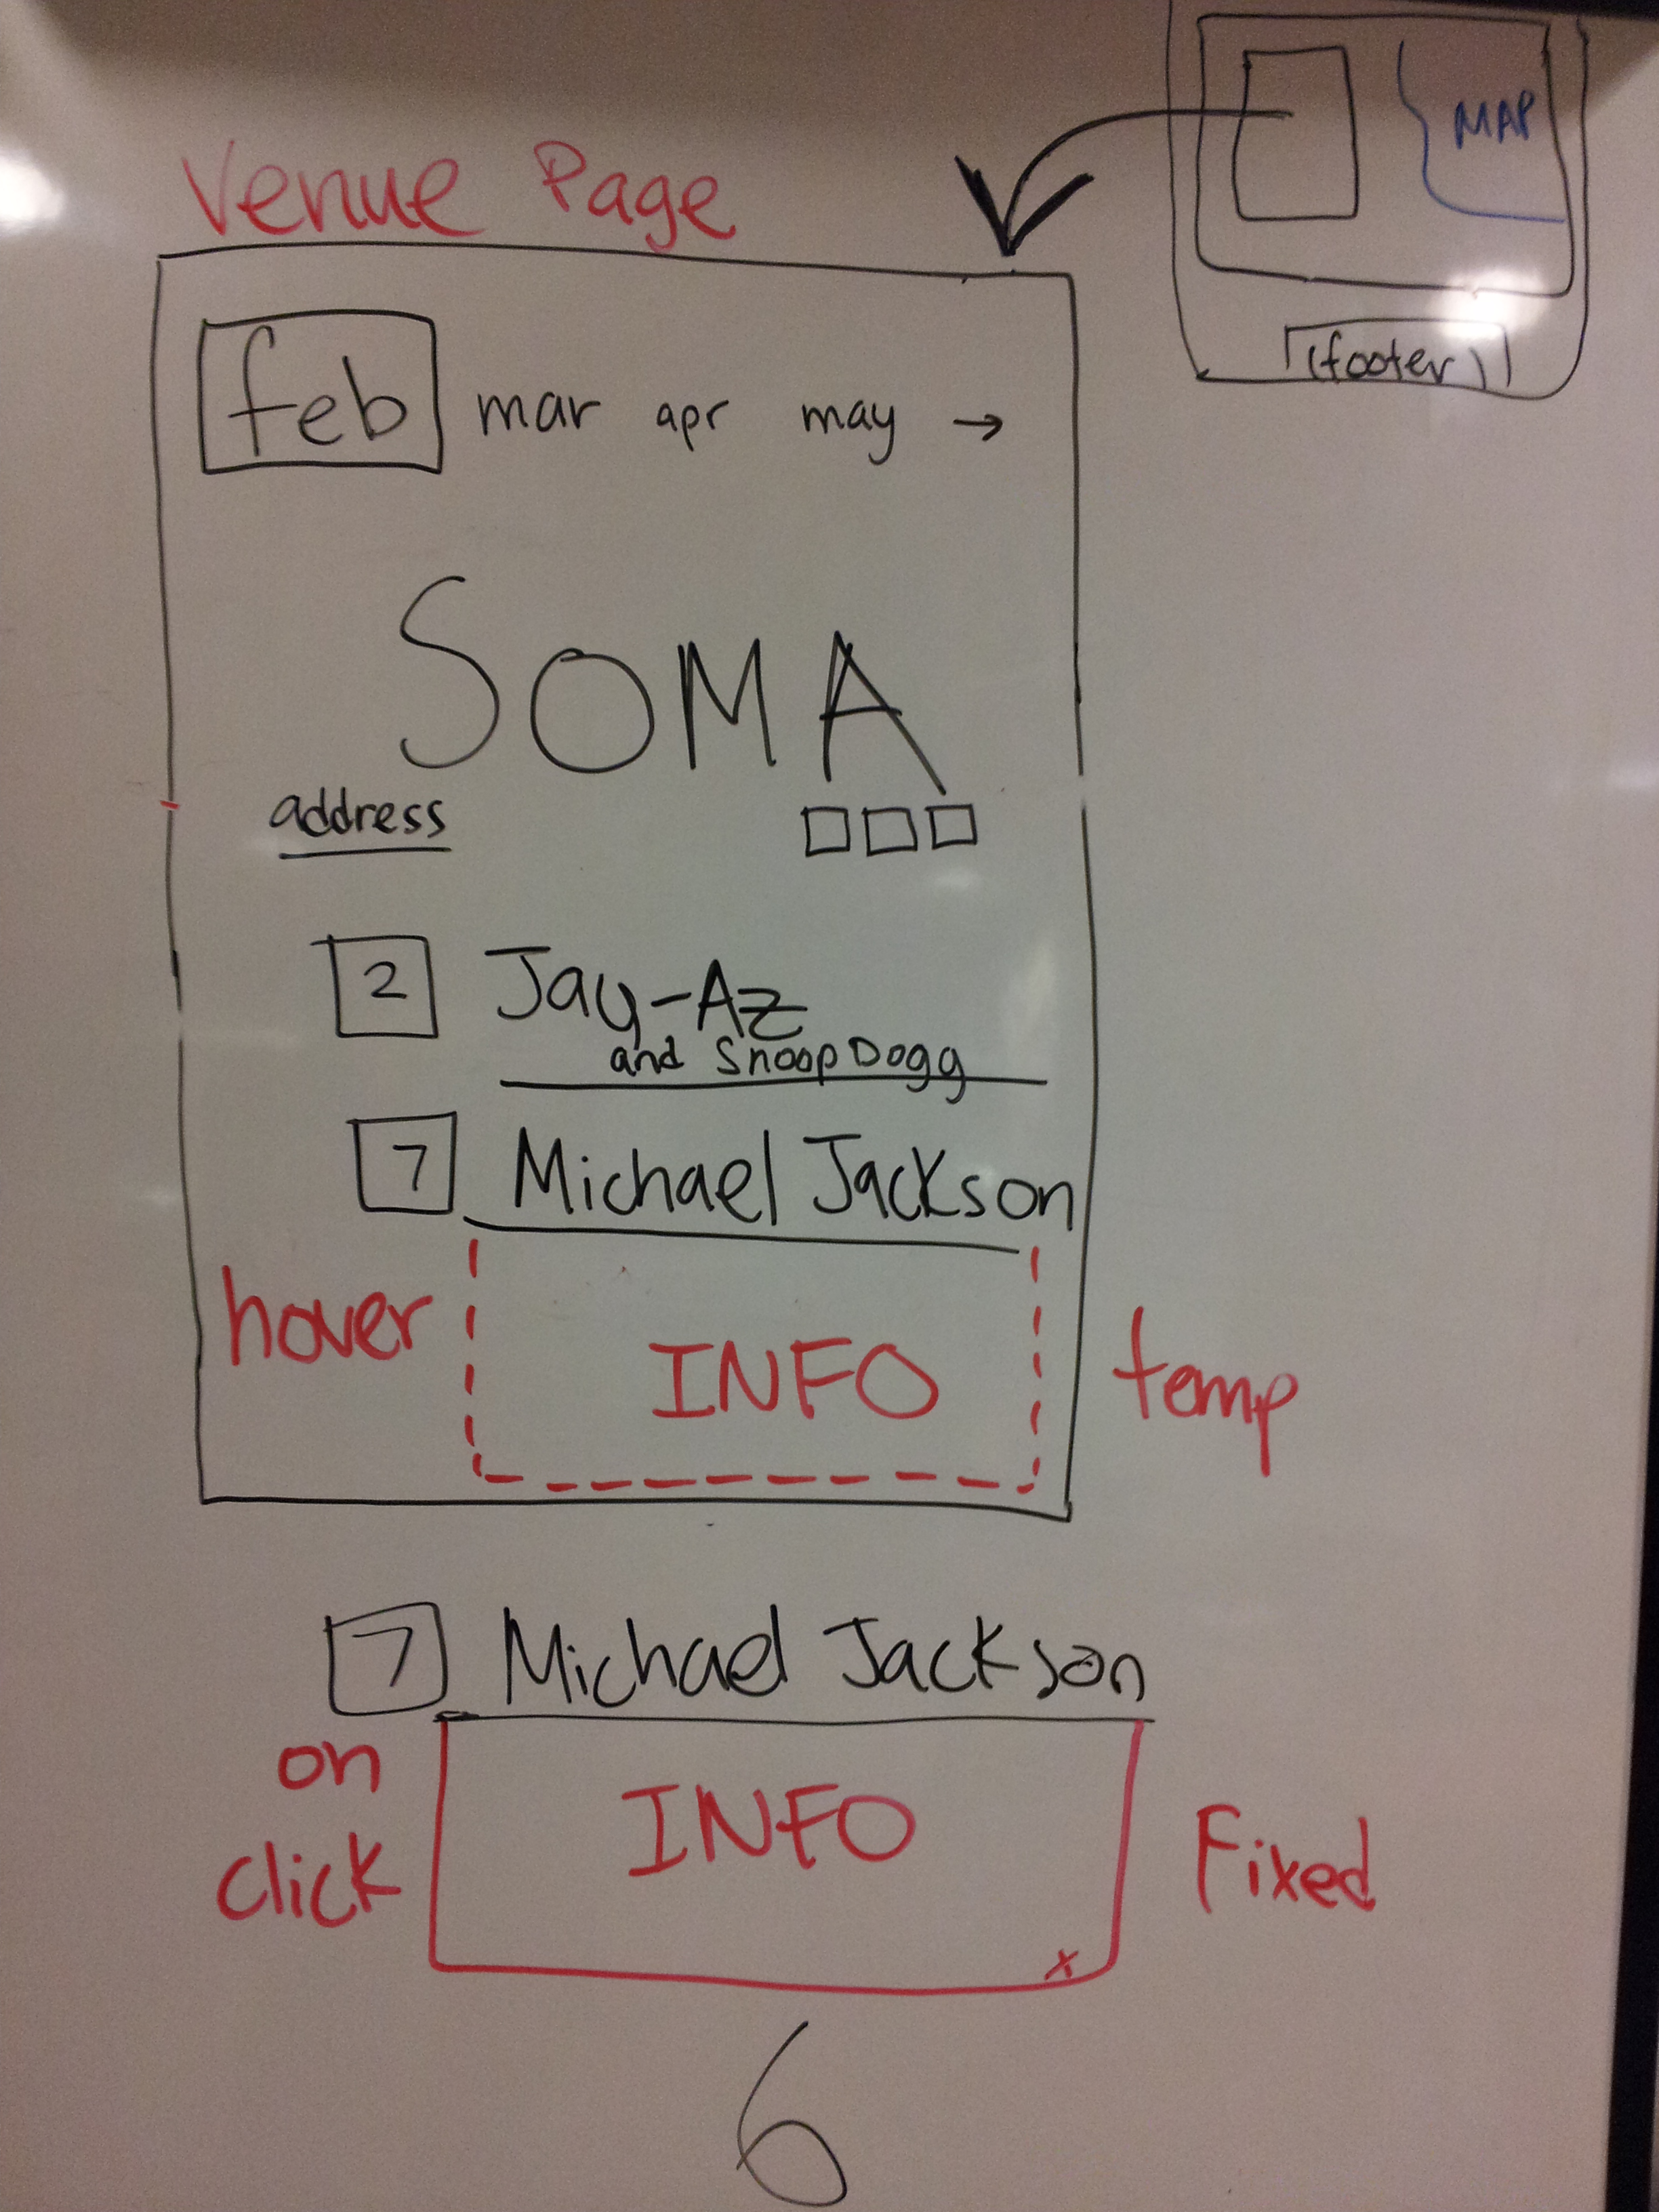 MAP
(footer)
Venue Page
feb mar apr may →
SOMA
address
2 Jay-Az
and Snoop Dogg
7 Michael Jackson
hover INFO temp
7 Michael Jackson
on
click INFO Fixed
x
6